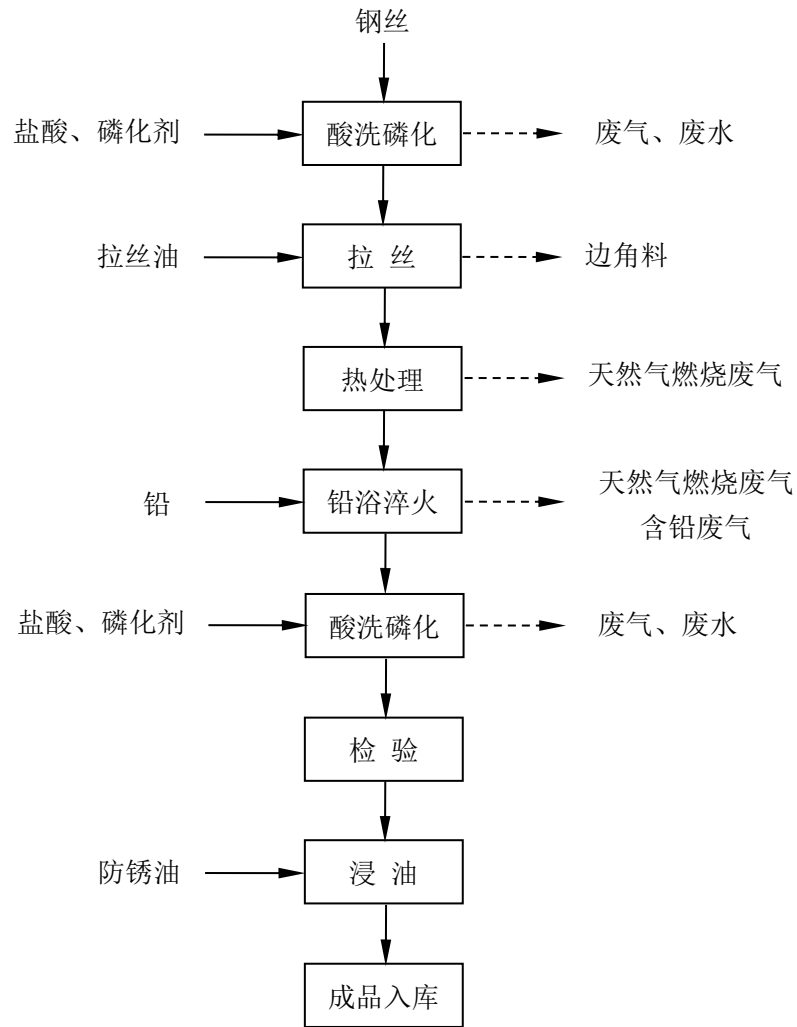 钢丝
盐酸、磷化剂
酸洗磷化
废气、废水
拉丝油
拉 丝
边角料
热处理
天然气燃烧废气
铅
铅浴淬火
天然气燃烧废气
含铅废气
盐酸、磷化剂
酸洗磷化
废气、废水
检 验
防锈油
浸 油
成品入库